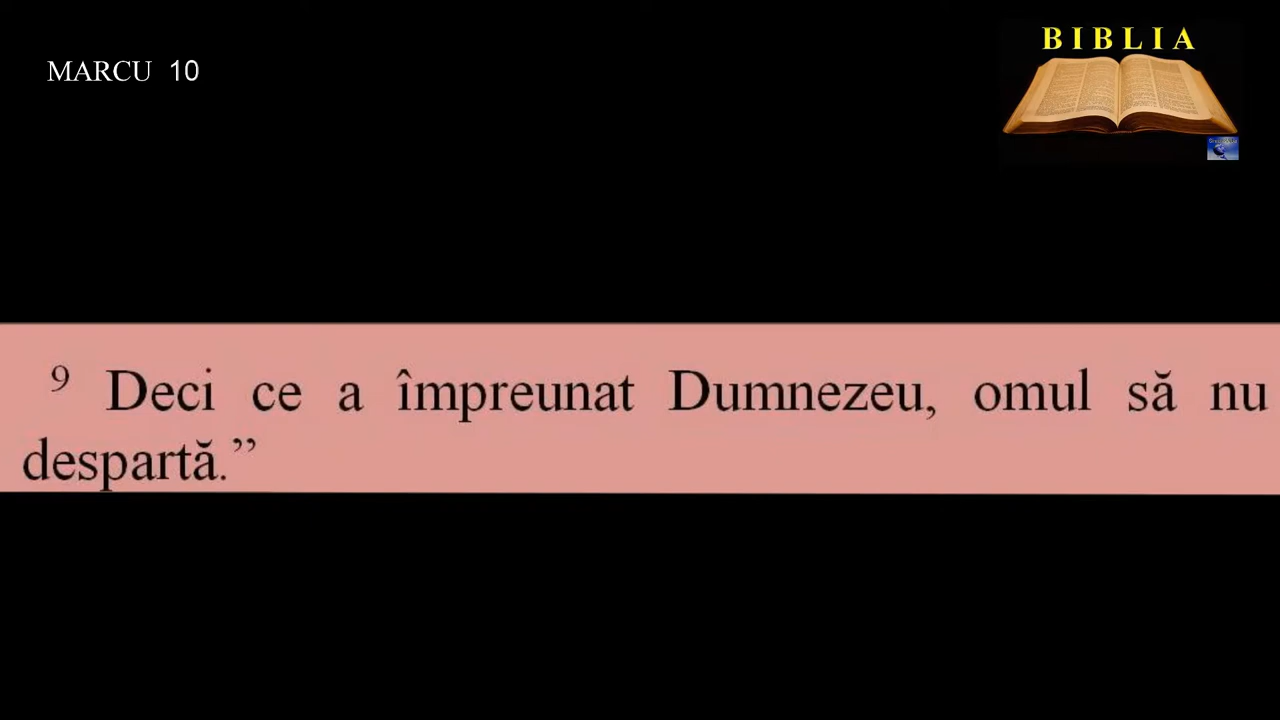 BIBLIA
MARCU 10
9 Deci ce a împreunat Dumnezeu, omul să nu
despartă.”